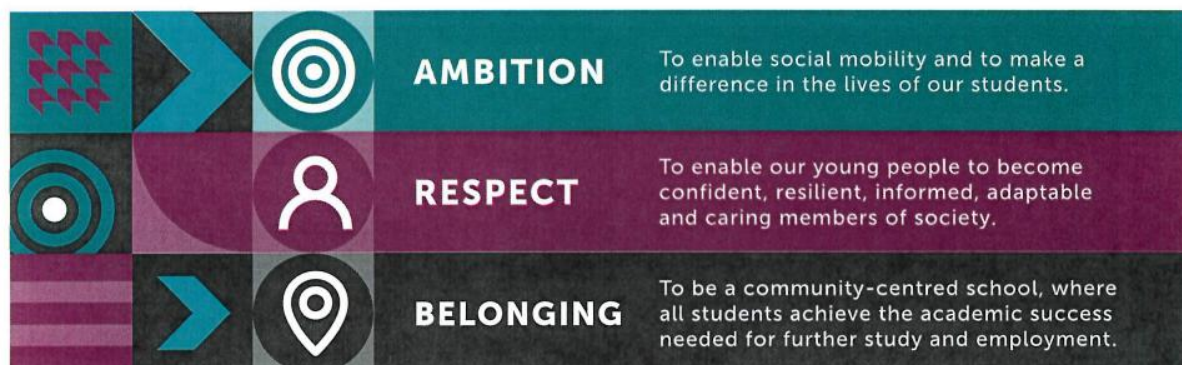 AMBITION
To enable social mobility and to make a
difference in the lives of our students.
RESPECT
To enable our young people to become
confident, resilient, informed, adaptable
and caring members of society.
BELONGING
To be a community-centred school, where
all students achieve the academic success
needed for further study and employment.